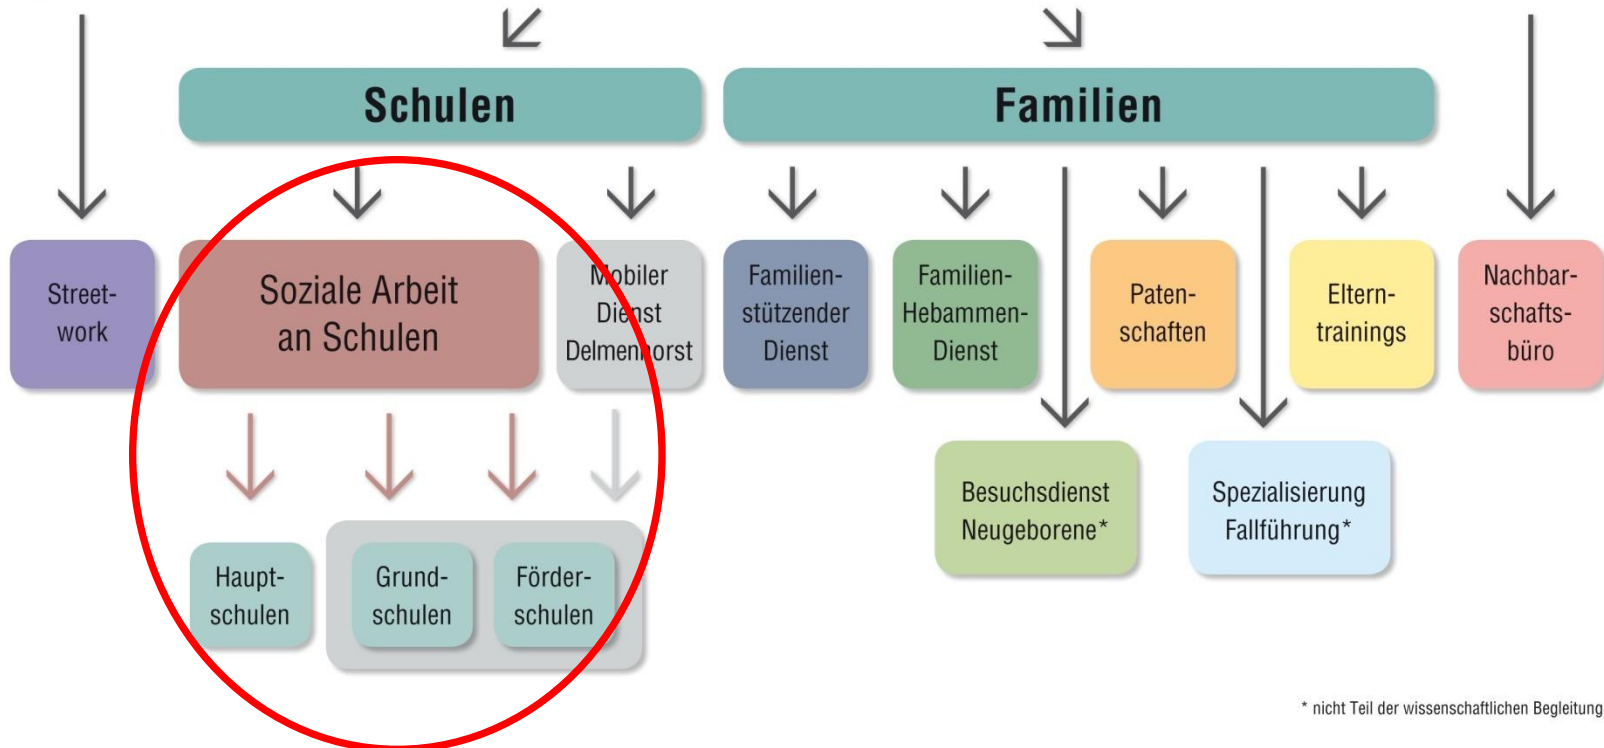 Schulen
Familien
Street-
work
Soziale Arbeit
an Schulen
Mobiler
Dienst
Delmenhorst
Familien-
stützender
Dienst
Familien-
Hebammen-
Dienst
Paten-
schaften
Eltern-
trainings
Nachbar-
schafts-
büro
Besuchsdienst
Neugeborene*
Spezialisierung
Fallführung*
Haupt-
schulen
Grund-
schulen
Förder-
schulen
* nicht Teil der wissenschaftlichen Begleitung